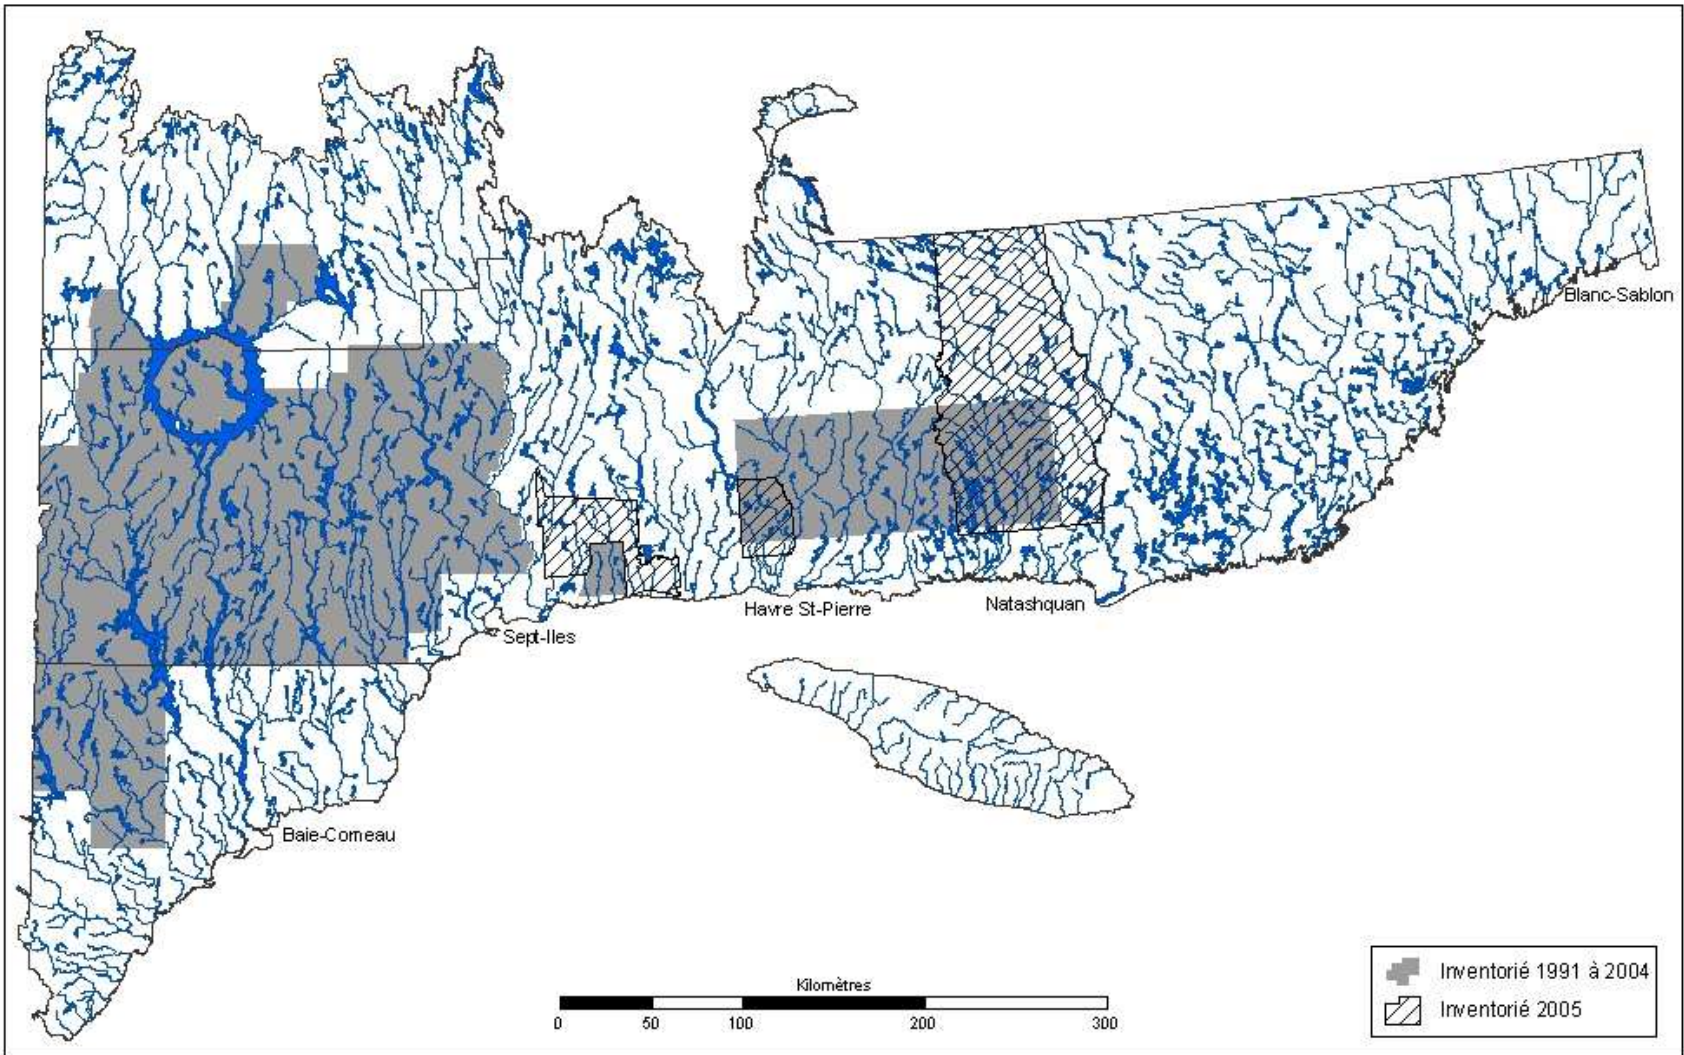 Blanc-Sablon
Havre St-Pierre
Natashquan
Sept-Iles
Baie-Comeau
Kilomètres
0 50 100 200 300
Inventorié 1991 à 2004
Inventorié 2005